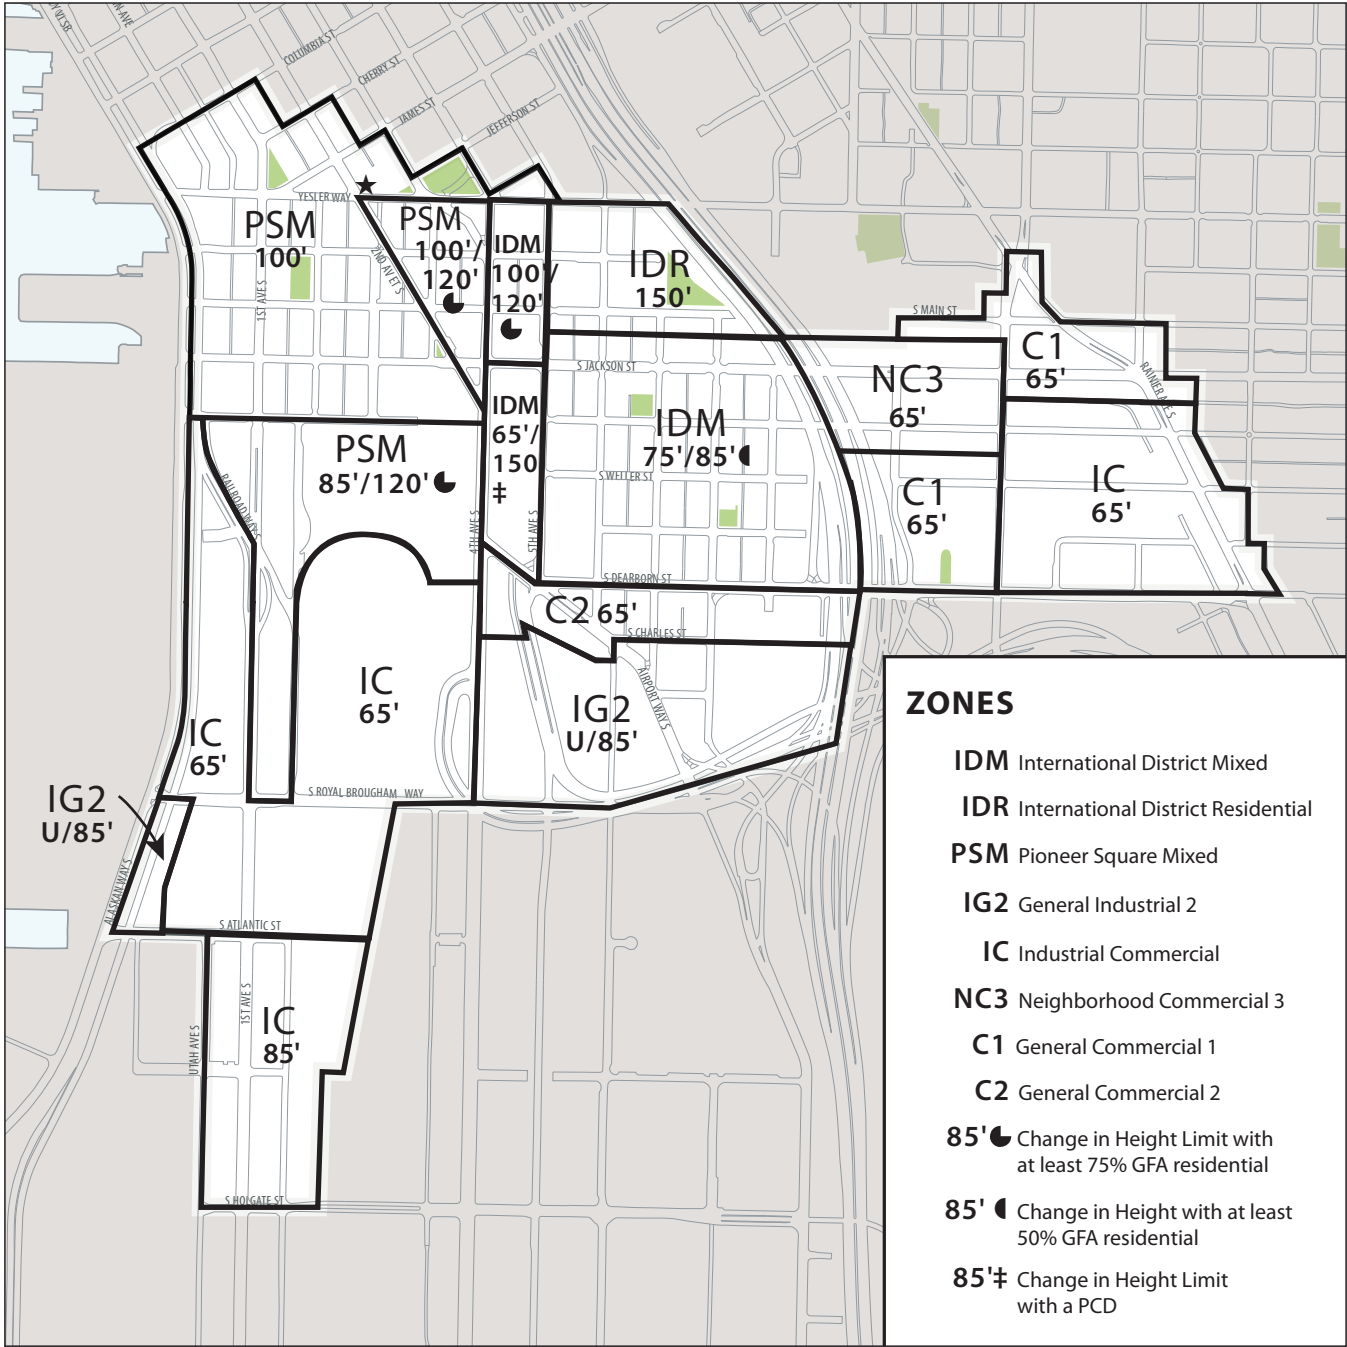 COLUMBIA ST
CHERRY ST
JAMES ST
JEFFERSON ST
YESLER WAY
PSM
100'
1ST AVE S
2ND AV ET S
PSM
100'/
120'
IDM
100'/
120'
IDR
150'
S MAIN ST
C1
65'
RAINIER AVE S
S JACKSON ST
NC3
65'
IDM
65'/
150
‡
IDM
75'/85'
S WELLER ST
PSM
85'/120'
RAILROAD WAY S
4TH AVE S
5TH AVE S
C1
65'
IC
65'
S DEARBORN ST
C2 65'
S CHARLES ST
IC
65'
IG2
U/85'
AIRPORT WAY S
IC
65'
S ROYAL BROUGHAM WAY
IG2
U/85'
ALASKAN WAY S
S ATLANTIC ST
1ST AVE S
IC
85'
UTAH AVE S
S HOLGATE ST
ZONES
IDM International District Mixed
IDR International District Residential
PSM Pioneer Square Mixed
IG2 General Industrial 2
IC Industrial Commercial
NC3 Neighborhood Commercial 3
C1 General Commercial 1
C2 General Commercial 2
85' Change in Height Limit with
at least 75% GFA residential
85' Change in Height with at least
50% GFA residential
85'‡ Change in Height Limit
with a PCD